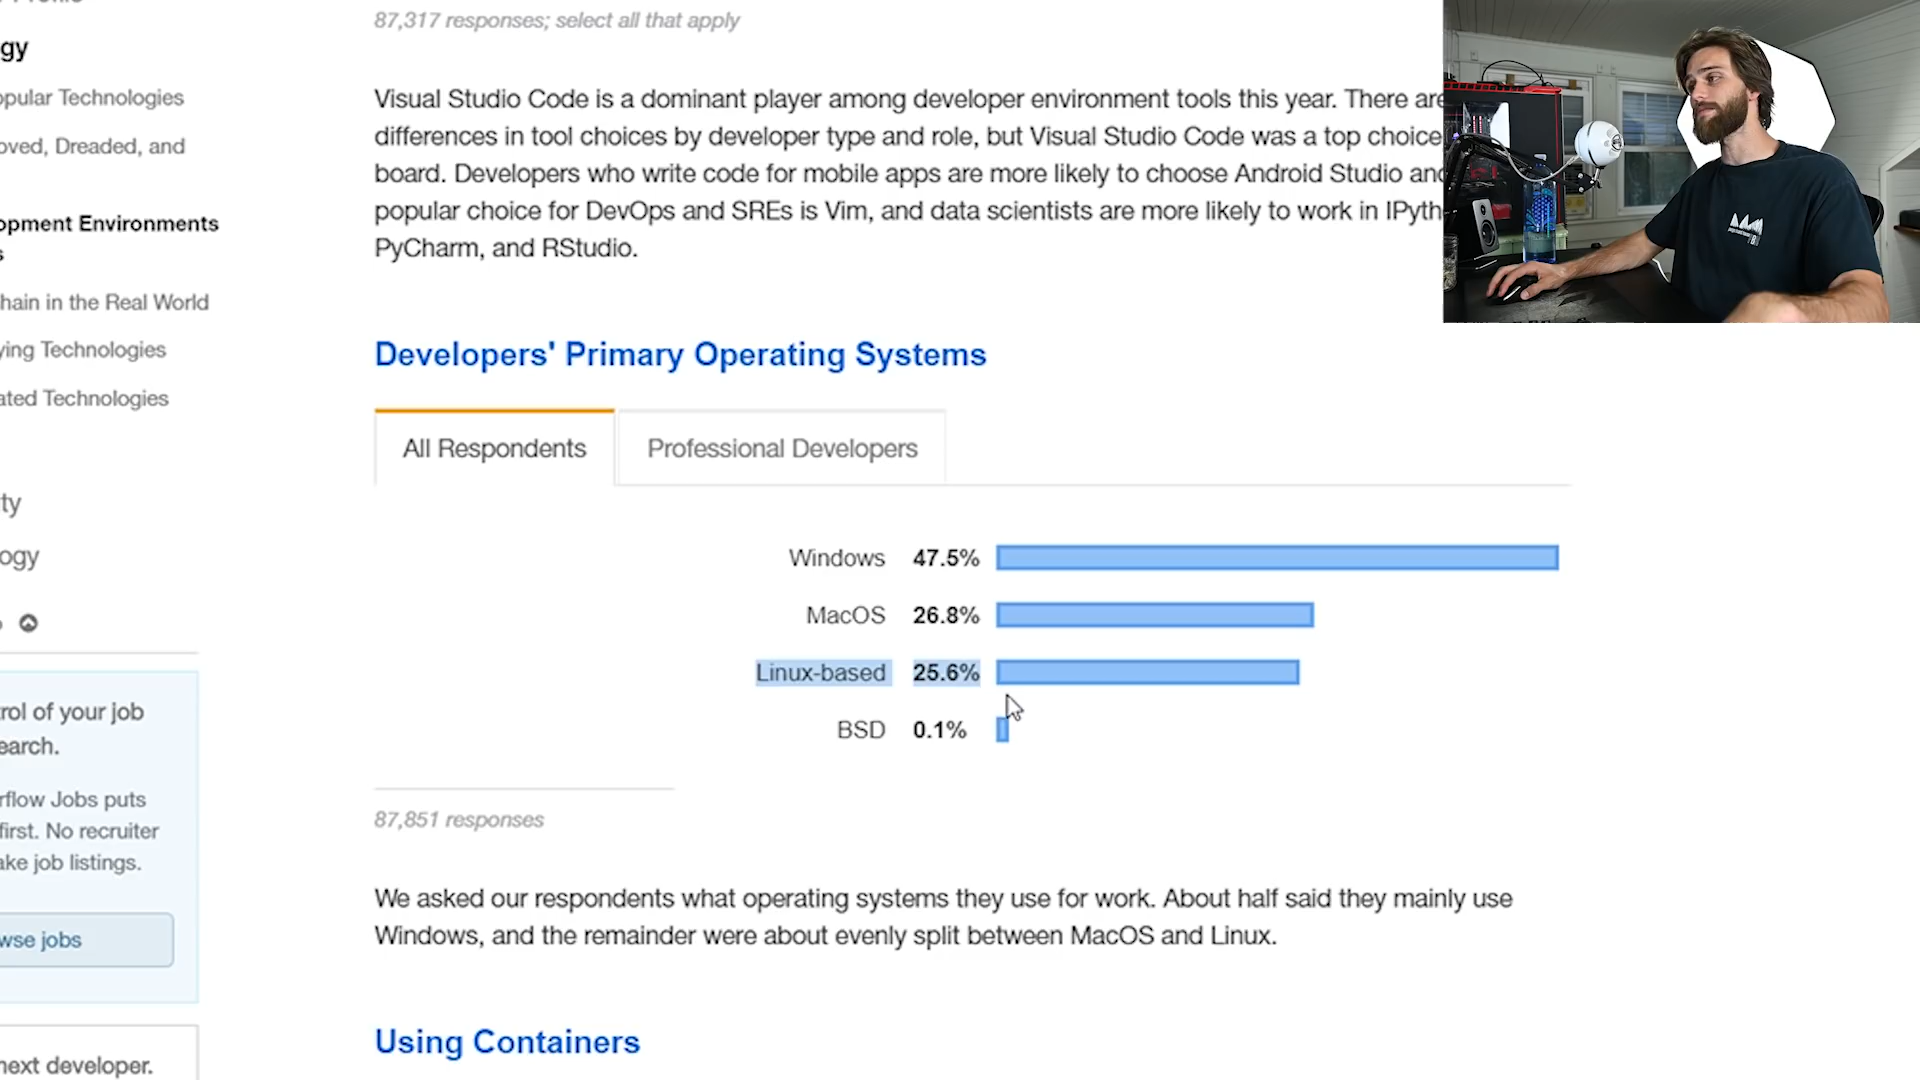 87,317 responses; select all that apply
gy
Visual Studio Code is a dominant player among developer environment tools this year. There are
differences in tool choices by developer type and role, but Visual Studio Code was a top choice
board. Developers who write code for mobile apps are more likely to choose Android Studio and
popular choice for DevOps and SREs is Vim, and data scientists are more likely to work in IPyth
PyCharm, and RStudio.
opular Technologies
oved, Dreaded, and
opment Environments
s
hain in the Real World
ying Technologies
ated Technologies
ty
ogy
Developers' Primary Operating Systems
All Respondents
Professional Developers
Windows 47.5%
MacOS 26.8%
Linux-based 25.6%
BSD 0.1%
87,851 responses
We asked our respondents what operating systems they use for work. About half said they mainly use
Windows, and the remainder were about evenly split between MacOS and Linux.
rol of your job
earch.
rflow Jobs puts
first. No recruiter
ake job listings.
wse jobs
next developer.
Using Containers